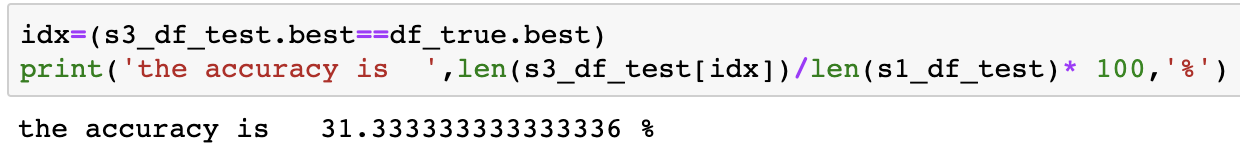 idx=(s3_df_test.best==df_true.best)
print('the accuracy is  ',len(s3_df_test[idx])/len(s1_df_test)* 100,'%')
the accuracy is   31.333333333333336 %